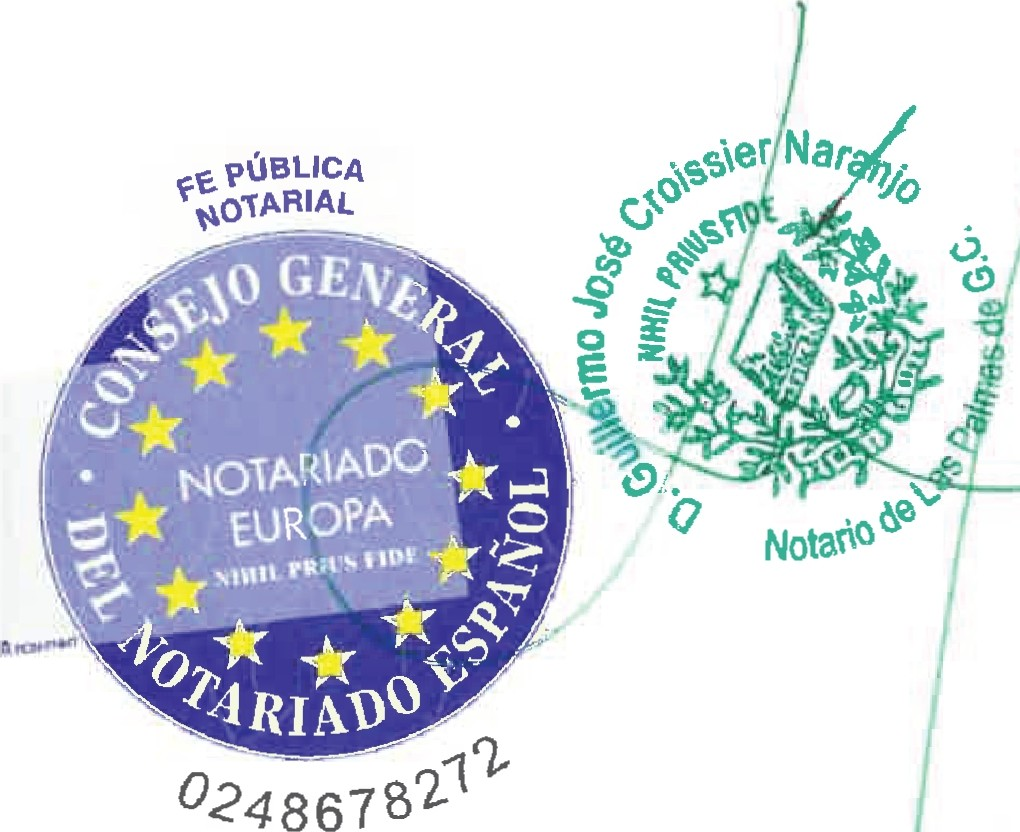 FE PÚBLICA
NOTARIAL
· CONSEJO GENERAL ·
DEL
NOTARIADO ESPAÑOL
NOTARIADO
EUROPA
NIHIL PRIUS FIDE
0248678272
D. Guillermo José Croissier Naranjo
NIHIL PRIUS FIDE
Notario de Las Palmas de G.C.